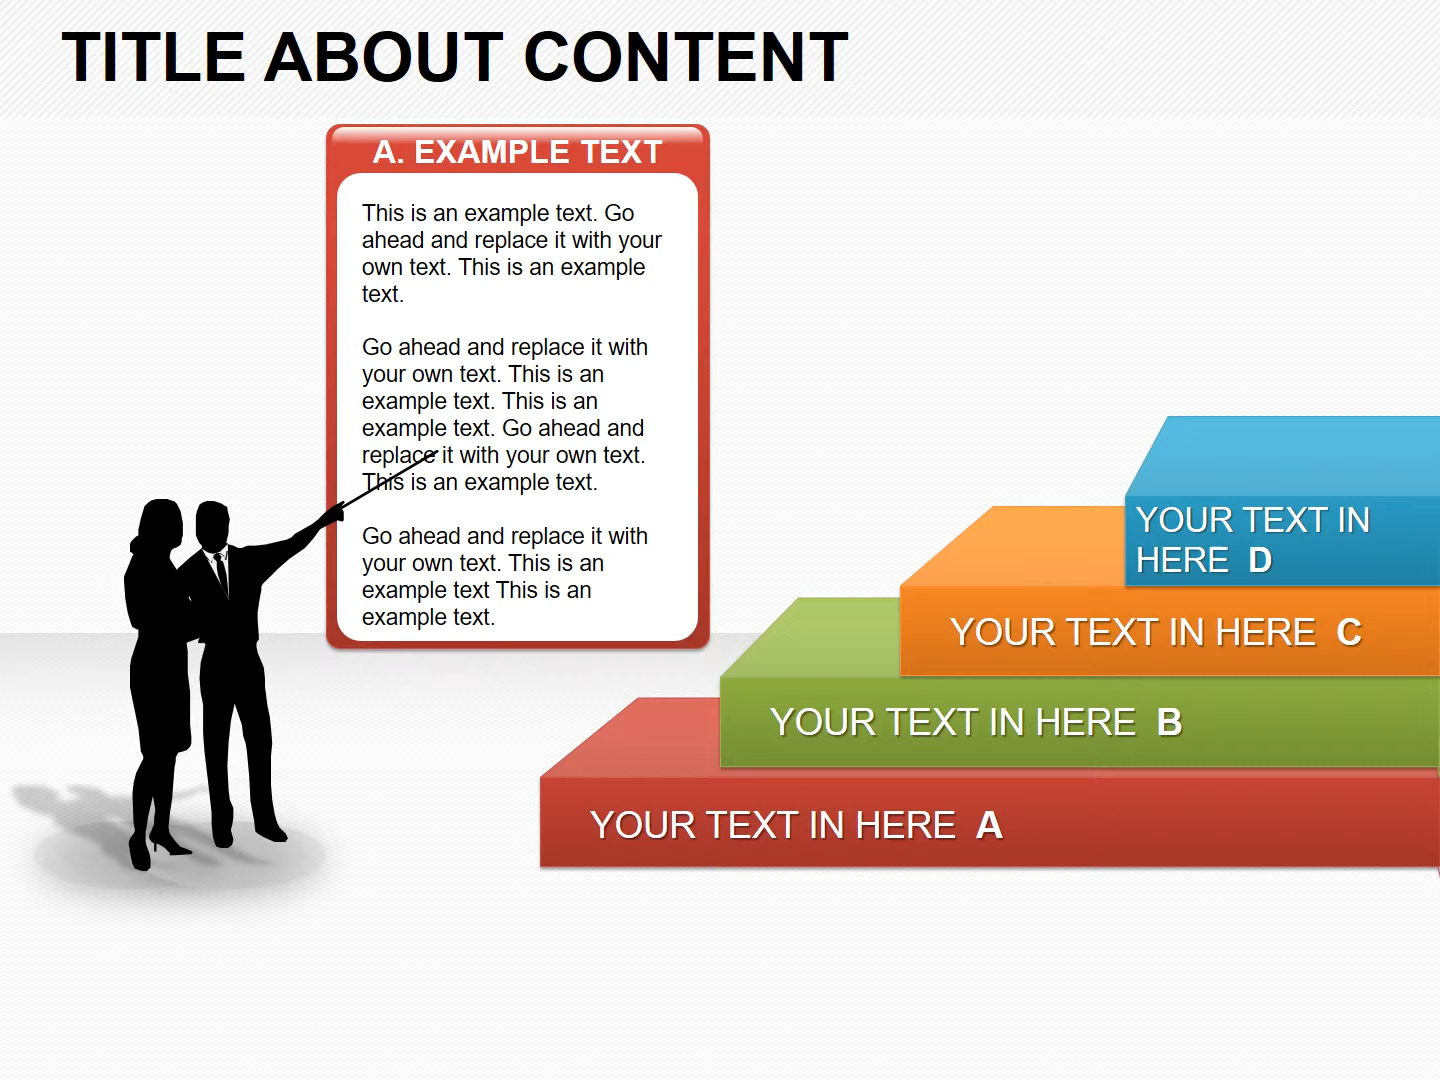 TITLE ABOUT CONTENT
A. EXAMPLE TEXT
This is an example text. Go
ahead and replace it with your
own text. This is an example
text.
Go ahead and replace it with
your own text. This is an
example text. This is an
example text. Go ahead and
replace it with your own text.
This is an example text.
Go ahead and replace it with
your own text. This is an
example text This is an
example text.
YOUR TEXT IN
HERE D
YOUR TEXT IN HERE C
YOUR TEXT IN HERE B
YOUR TEXT IN HERE A